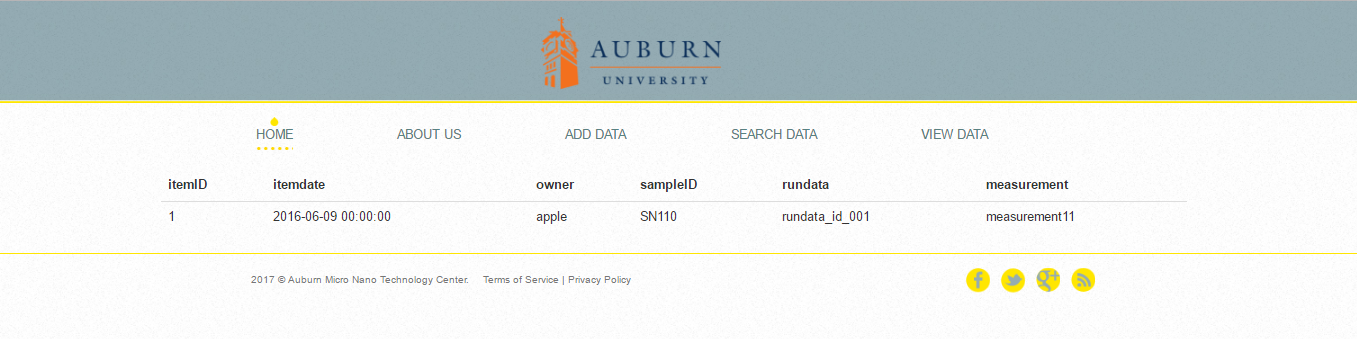 AUBURN
UNIVERSITY
HOME ABOUT US ADD DATA SEARCH DATA VIEW DATA
itemID itemdate owner sampleID rundata measurement
1 2016-06-09 00:00:00 apple SN110 rundata_id_001 measurement11
2017 © Auburn Micro Nano Technology Center. Terms of Service | Privacy Policy